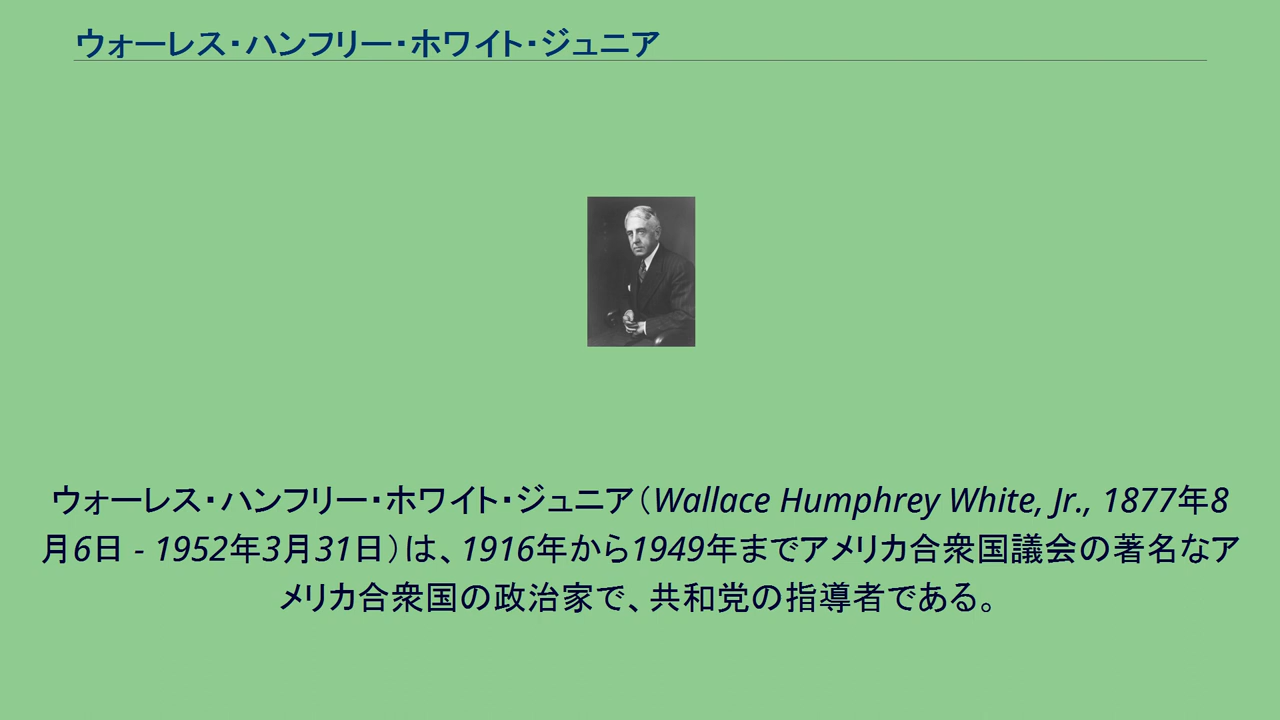 ウォーレス・ハンフリー・ホワイト・ジュニア
ウォーレス・ハンフリー・ホワイト・ジュニア（Wallace Humphrey White, Jr., 1877年8
月6日 - 1952年3月31日）は、1916年から1949年までアメリカ合衆国議会の著名なア
メリカ合衆国の政治家で、共和党の指導者である。